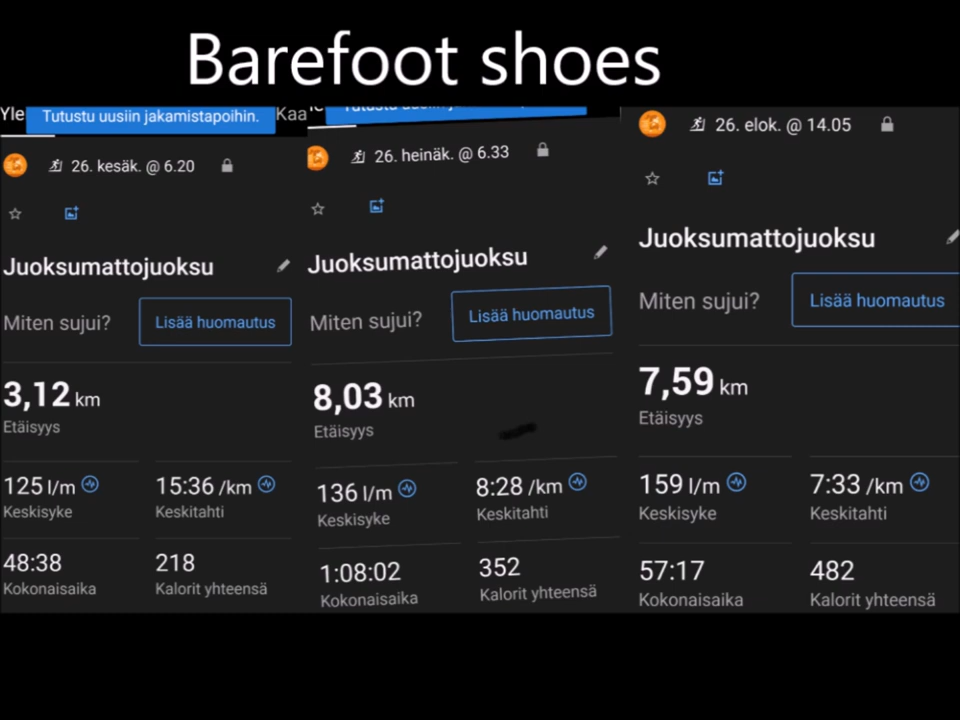 Barefoot shoes
Yle
Tutustu uusiin jakamistapoihin.
Kaa
26. kesäk. @ 6.20
Juoksumattojuoksu
Miten sujui?
Lisää huomautus
3,12 km
Etäisyys
125 l/m
15:36 /km
Keskisyke
Keskitahti
48:38
218
Kokonaisaika
Kalorit yhteensä
26. heinäk. @ 6.33
Juoksumattojuoksu
Miten sujui?
Lisää huomautus
8,03 km
Etäisyys
136 l/m
8:28 /km
Keskisyke
Keskitahti
1:08:02
352
Kokonaisaika
Kalorit yhteensä
26. elok. @ 14.05
Juoksumattojuoksu
Miten sujui?
Lisää huomautus
7,59 km
Etäisyys
159 l/m
7:33 /km
Keskisyke
Keskitahti
57:17
482
Kokonaisaika
Kalorit yhteensä